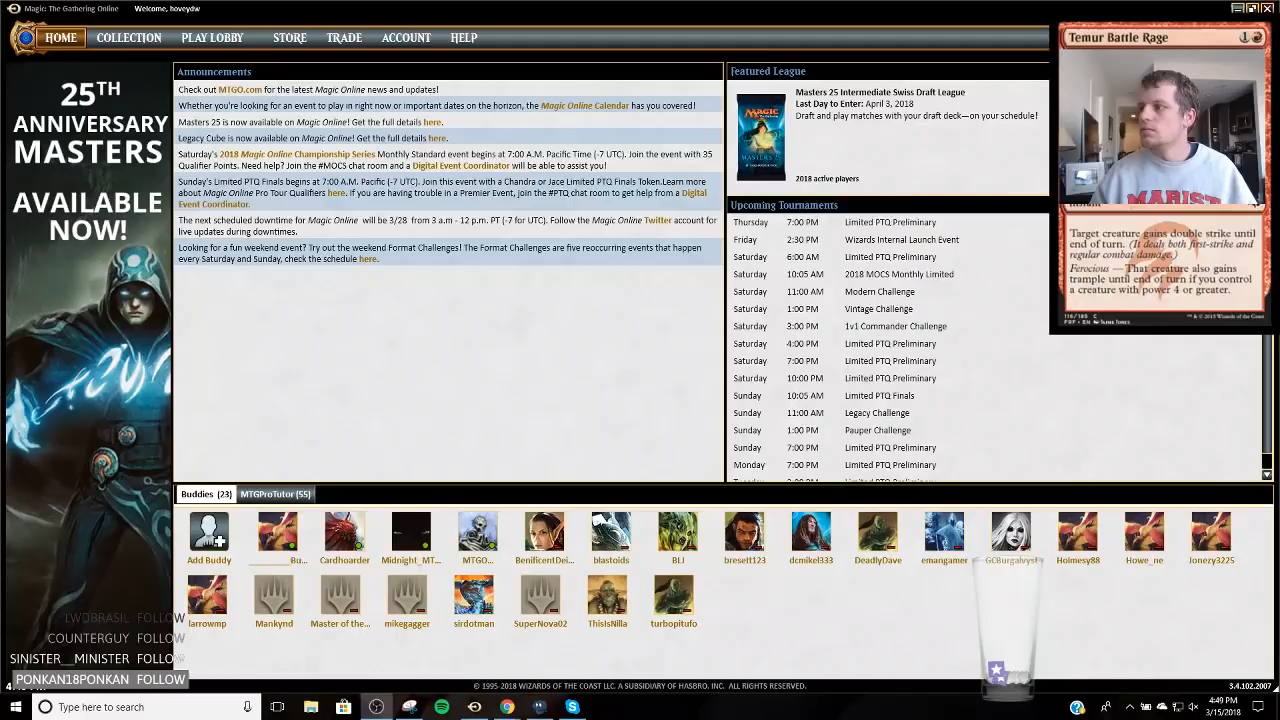 Magic: The Gathering Online
Welcome, hoveydw
HOME
COLLECTION
PLAY LOBBY
STORE
TRADE
ACCOUNT
HELP
25TH
ANNIVERSARY
MASTERS
AVAILABLE
NOW!
Announcements
Check out MTGO.com for the latest Magic Online news and updates!
Whether you're looking for an event to play in right now or important dates on the horizon, the Magic Online Calendar has you covered!
Masters 25 is now available on Magic Online! Get the full details here.
Legacy Cube is now available on Magic Online! Get the full details here.
Saturday's 2018 Magic Online Championship Series Monthly Standard event begins at 7:00 A.M. Pacific Time (-7 UTC). Join the event with 35
Qualifier Points. Need help? Join the #MOCS chat room and a Digital Event Coordinator will be able to assist you!
Sunday's Limited PTQ Finals begins at 7:00 A.M. Pacific (-7 UTC). Join this event with a Chandra or Jace Limited PTQ Finals Token.Learn more
about Magic Online Pro Tour Qualifiers here. If you are having trouble in a Premier Event, join the #PTQ chat room to get help from a Digital
Event Coordinator.
The next scheduled downtime for Magic Online will be 3/28 from 3 a.m - 12 p.m. PT (-7 for UTC). Follow the Magic Online Twitter account for
live updates during downtimes.
Looking for a fun weekend event? Try out the weekend Format Challenges! The Format Challenges are five reoccurring events that happen
every Saturday and Sunday, check the schedule here.
Featured League
MAGIC
Masters 25 Intermediate Swiss Draft League
Last Day to Enter: April 3, 2018
Draft and play matches with your draft deck—on your schedule!
2018 active players
Upcoming Tournaments
Thursday 7:00 PM Limited PTQ Preliminary
Friday 2:30 PM Wizards Internal Launch Event
Saturday 6:00 AM Limited PTQ Preliminary
Saturday 10:05 AM 2018 MOCS Monthly Limited
Saturday 11:00 AM Modern Challenge
Saturday 1:00 PM Vintage Challenge
Saturday 3:00 PM 1v1 Commander Challenge
Saturday 4:00 PM Limited PTQ Preliminary
Saturday 7:00 PM Limited PTQ Preliminary
Saturday 10:00 PM Limited PTQ Preliminary
Sunday 10:05 AM Limited PTQ Finals
Sunday 11:00 AM Legacy Challenge
Sunday 1:00 PM Pauper Challenge
Sunday 7:00 PM Limited PTQ Preliminary
Monday 7:00 PM Limited PTQ Preliminary
Temur Battle Rage 1
MARIST
Target creature gains double strike until
end of turn. (It deals both first-strike and
regular combat damage.)
Ferocious — That creature also gains
trample until end of turn if you control
a creature with power 4 or greater.
Buddies (23)
MTGProTutor (55)
Add Buddy
_______Bu...
Cardhoarder
Midnight_MT...
MTGO...
BenificentDei...
blastoids
BLJ
bresett123
dcmikel333
DeadlyDave
emangamer
GCBurgalvyst
Holmesy88
Howe_ne
Jonezy3225
larrowmp
Mankynd
Master of the...
mikegagger
sirdotman
SuperNova02
ThisIsNilla
turbopitufo
LWDBRASIL FOLLOW
COUNTERGUY FOLLOW
SINISTER__MINISTER FOLLOW
PONKAN18PONKAN FOLLOW
© 1995-2018 WIZARDS OF THE COAST LLC. A SUBSIDIARY OF HASBRO, INC. ALL RIGHTS RESERVED.
3.4.102.2007
Type here to search
4:49 PM
3/15/2018